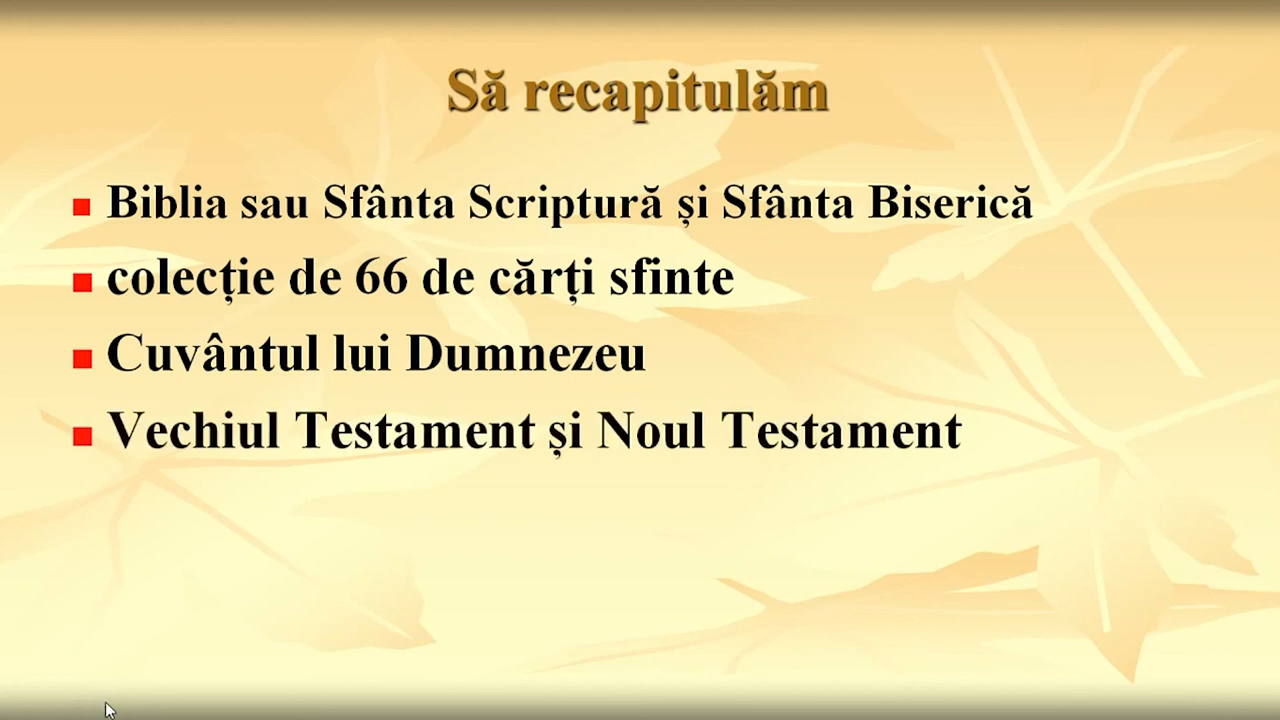 Să recapitulăm
Biblia sau Sfânta Scriptură și Sfânta Biserică
colecție de 66 de cărți sfinte
Cuvântul lui Dumnezeu
Vechiul Testament și Noul Testament